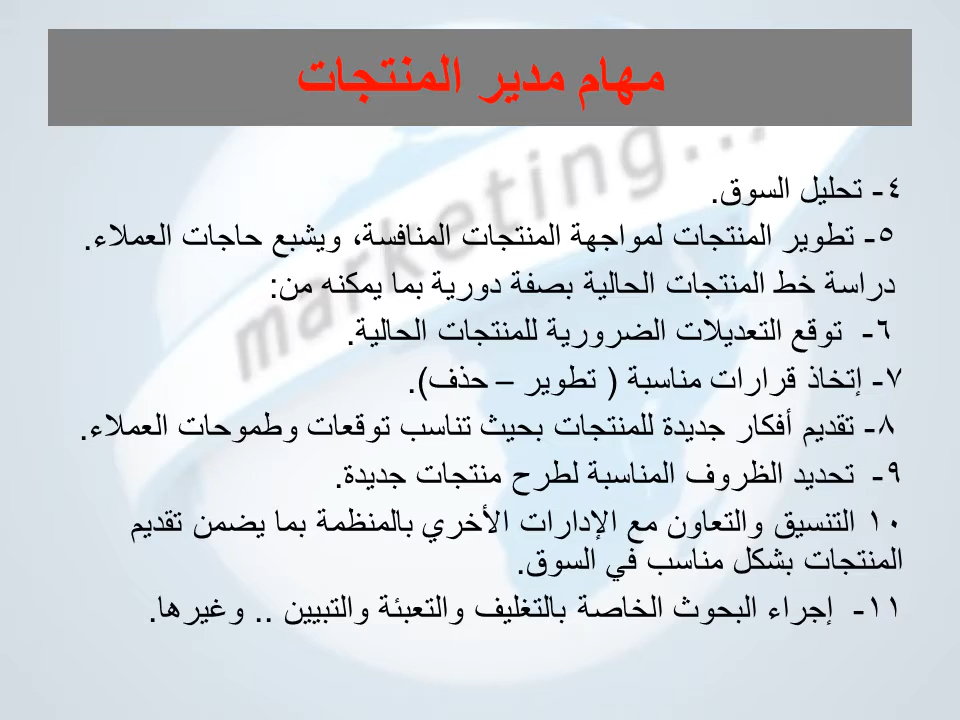 مهام مدير المنتجات
marketing...
٤- تحليل السوق.
٥- تطوير المنتجات لمواجهة المنتجات المنافسة، ويشبع حاجات العملاء.
دراسة خط المنتجات الحالية بصفة دورية بما يمكنه من:
٦- توقع التعديلات الضرورية للمنتجات الحالية.
٧- إتخاذ قرارات مناسبة ( تطوير – حذف).
٨- تقديم أفكار جديدة للمنتجات بحيث تناسب توقعات وطموحات العملاء.
٩- تحديد الظروف المناسبة لطرح منتجات جديدة.
١٠ التنسيق والتعاون مع الإدارات الأخري بالمنظمة بما يضمن تقديم
المنتجات بشكل مناسب في السوق.
١١- إجراء البحوث الخاصة بالتغليف والتعبئة والتبيين .. وغيرها.